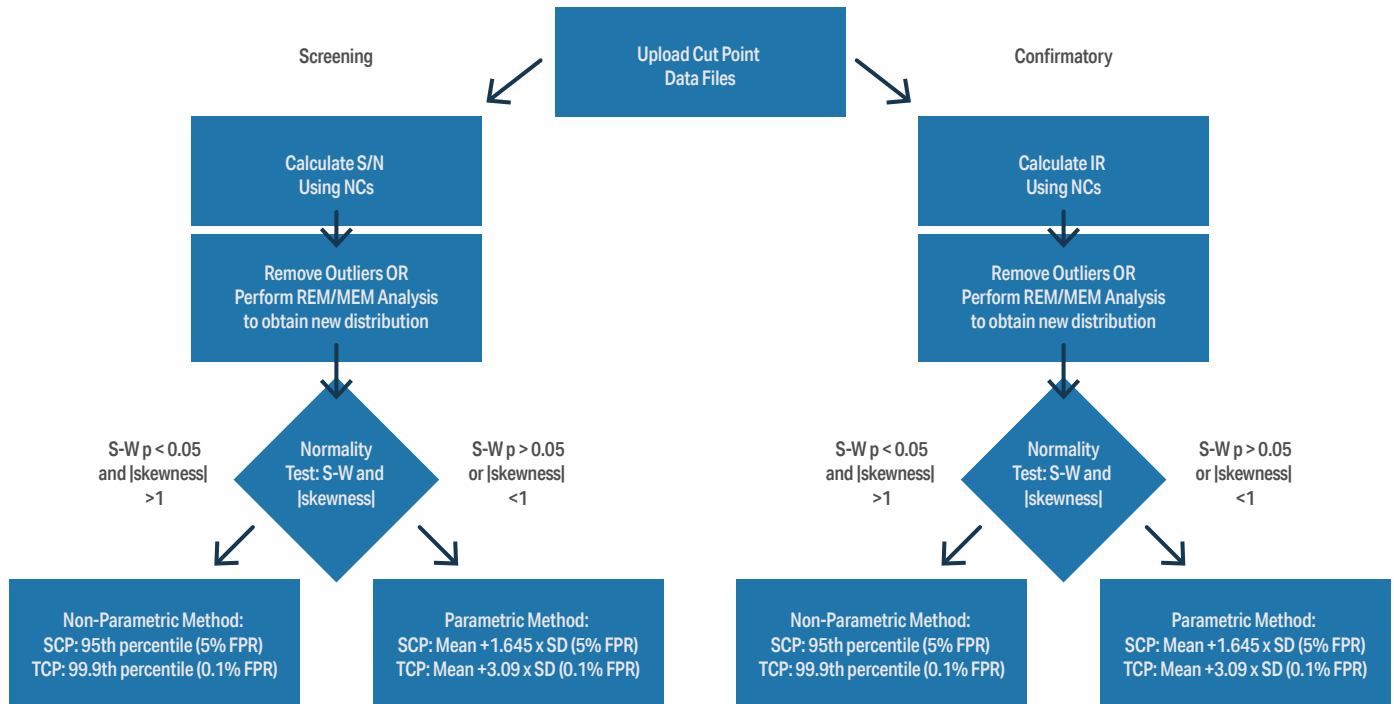 Screening
Upload Cut Point
Data Files
Confirmatory
Calculate S/N
Using NCs
Calculate IR
Using NCs
Remove Outliers OR
Perform REM/MEM Analysis
to obtain new distribution
Remove Outliers OR
Perform REM/MEM Analysis
to obtain new distribution
S-W p < 0.05
and |skewness|
>1
Normality
Test: S-W and
|skewness|
S-W p > 0.05
or |skewness|
<1
S-W p < 0.05
and |skewness|
>1
Normality
Test: S-W and
|skewness|
S-W p > 0.05
or |skewness|
<1
Non-Parametric Method:
SCP: 95th percentile (5% FPR)
TCP: 99.9th percentile (0.1% FPR)
Parametric Method:
SCP: Mean +1.645 x SD (5% FPR)
TCP: Mean +3.09 x SD (0.1% FPR)
Non-Parametric Method:
SCP: 95th percentile (5% FPR)
TCP: 99.9th percentile (0.1% FPR)
Parametric Method:
SCP: Mean +1.645 x SD (5% FPR)
TCP: Mean +3.09 x SD (0.1% FPR)